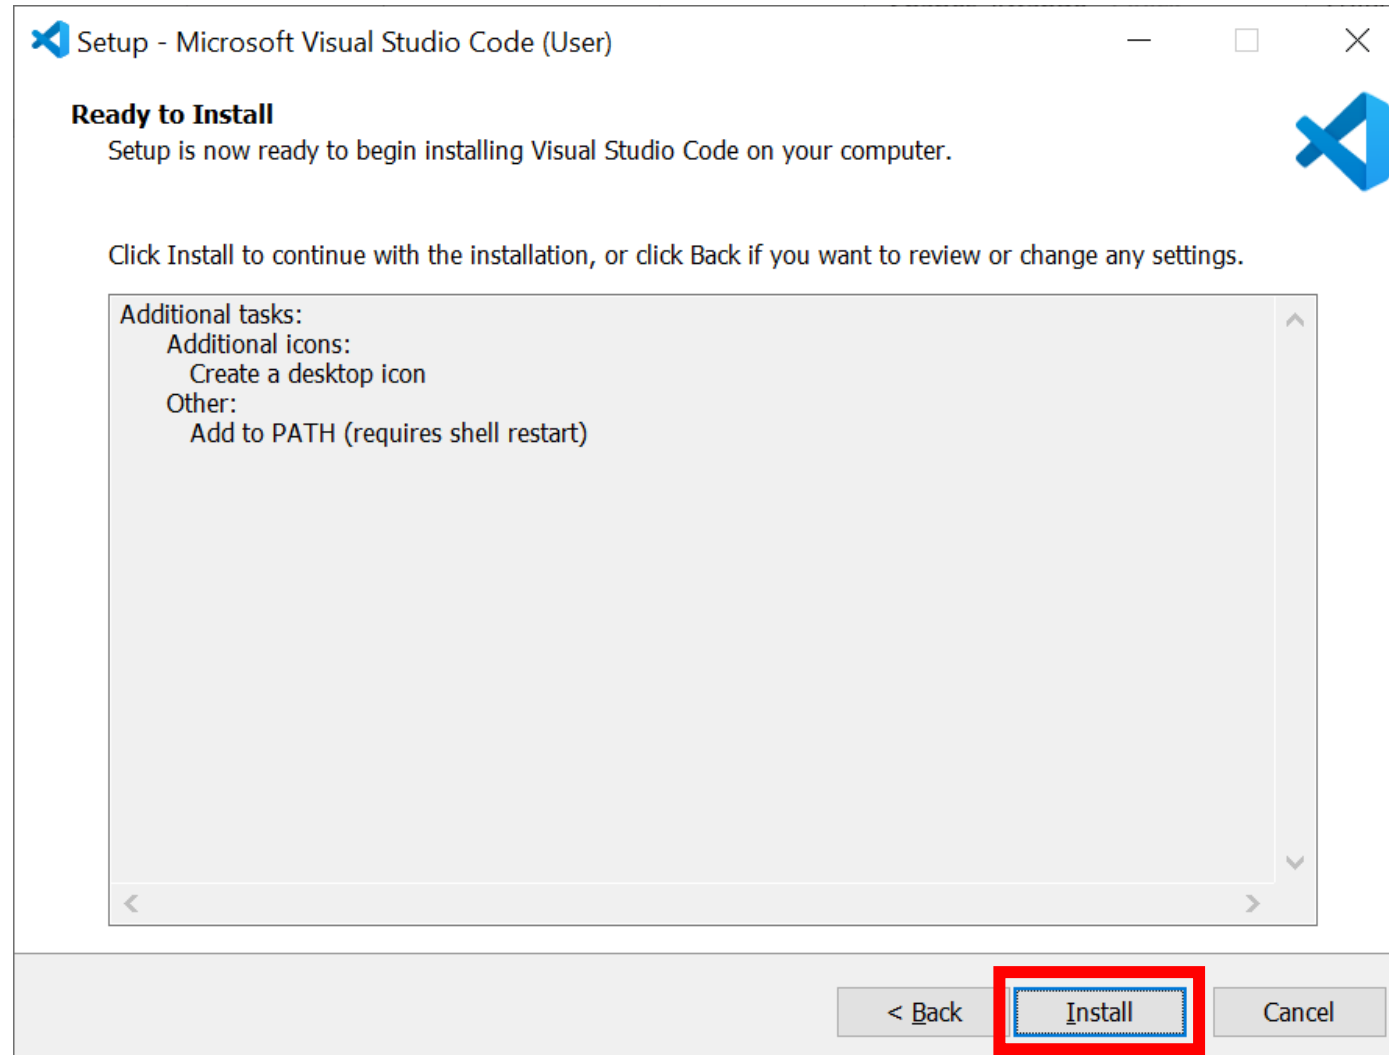 Setup - Microsoft Visual Studio Code (User)
Ready to Install
Setup is now ready to begin installing Visual Studio Code on your computer.
Click Install to continue with the installation, or click Back if you want to review or change any settings.
Additional tasks:
Additional icons:
Create a desktop icon
Other:
Add to PATH (requires shell restart)
< Back
Install
Cancel